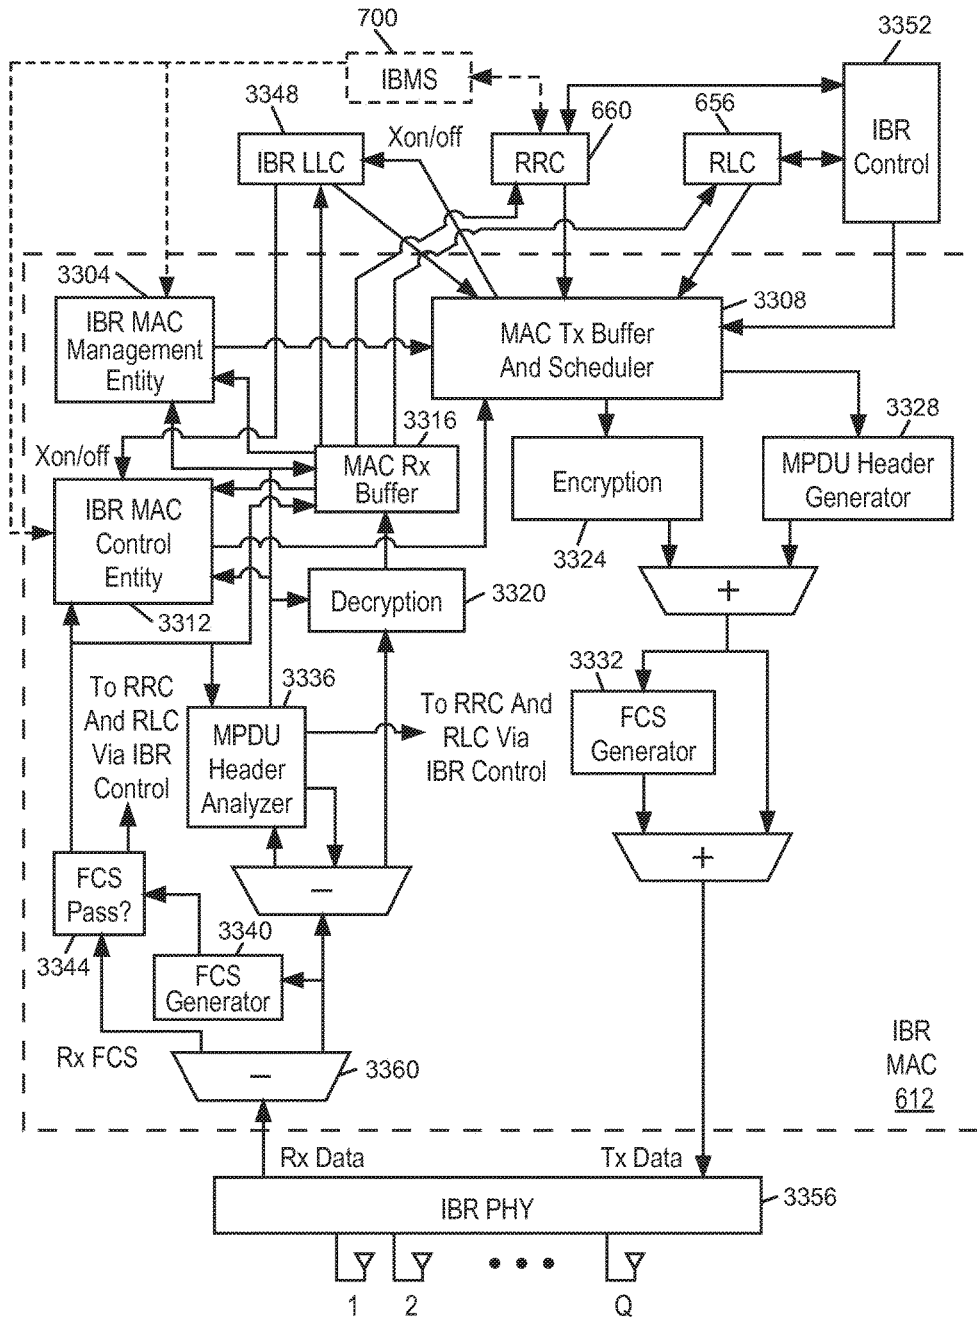 700
3352
IBMS
3348
660
656
Xon/off
IBR LLC
RRC
RLC
IBR
Control
3304
3308
IBR MAC
Management
Entity
MAC Tx Buffer
And Scheduler
3316
3328
Xon/off
MAC Rx
Buffer
Encryption
MPDU Header
Generator
IBR MAC
Control
Entity
3324
+
Decryption
3320
3312
3332
3336
To RRC
And RLC
Via IBR
Control
MPDU
Header
Analyzer
To RRC And
RLC Via
IBR Control
FCS
Generator
+
FCS
Pass?
−
3340
3344
FCS
Generator
Rx FCS
−
3360
IBR
MAC
612
Rx Data
Tx Data
IBR PHY
3356
1
2
Q